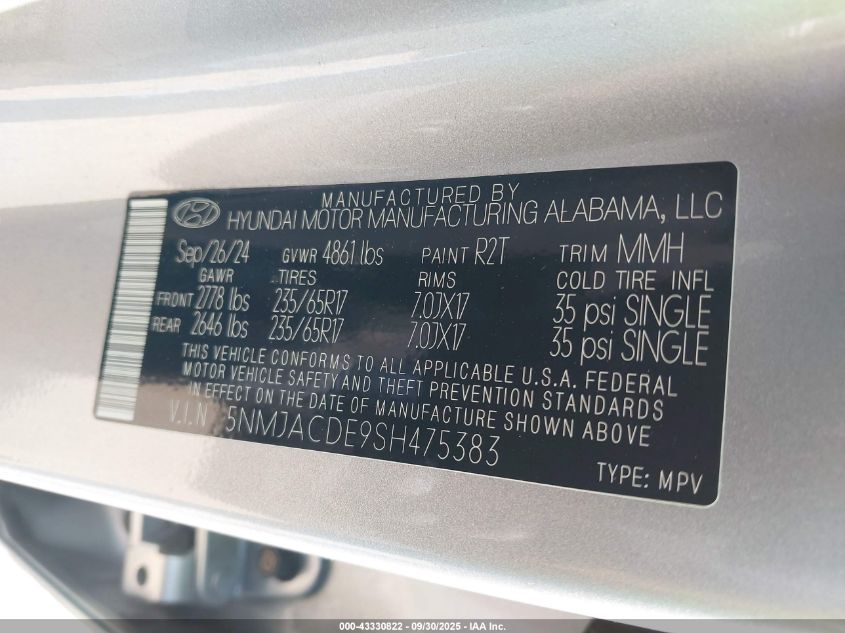 MANUFACTURED BY
HYUNDAI MOTOR MANUFACTURING ALABAMA, LLC
Sep/26/24 GVWR 4861 lbs PAINT R2T TRIM MMH
GAWR TIRES RIMS COLD TIRE INFL
FRONT 2778 lbs 235/65R17 7.0JX17 35 psi SINGLE
REAR 2646 lbs 235/65R17 7.0JX17 35 psi SINGLE
THIS VEHICLE CONFORMS TO ALL APPLICABLE U.S.A. FEDERAL
MOTOR VEHICLE SAFETY AND THEFT PREVENTION STANDARDS
IN EFFECT ON THE DATE OF MANUFACTURE SHOWN ABOVE
V.I.N 5NMJACDE9SH475383
TYPE: MPV
000-43330822 - 09/30/2025 - IAA Inc.